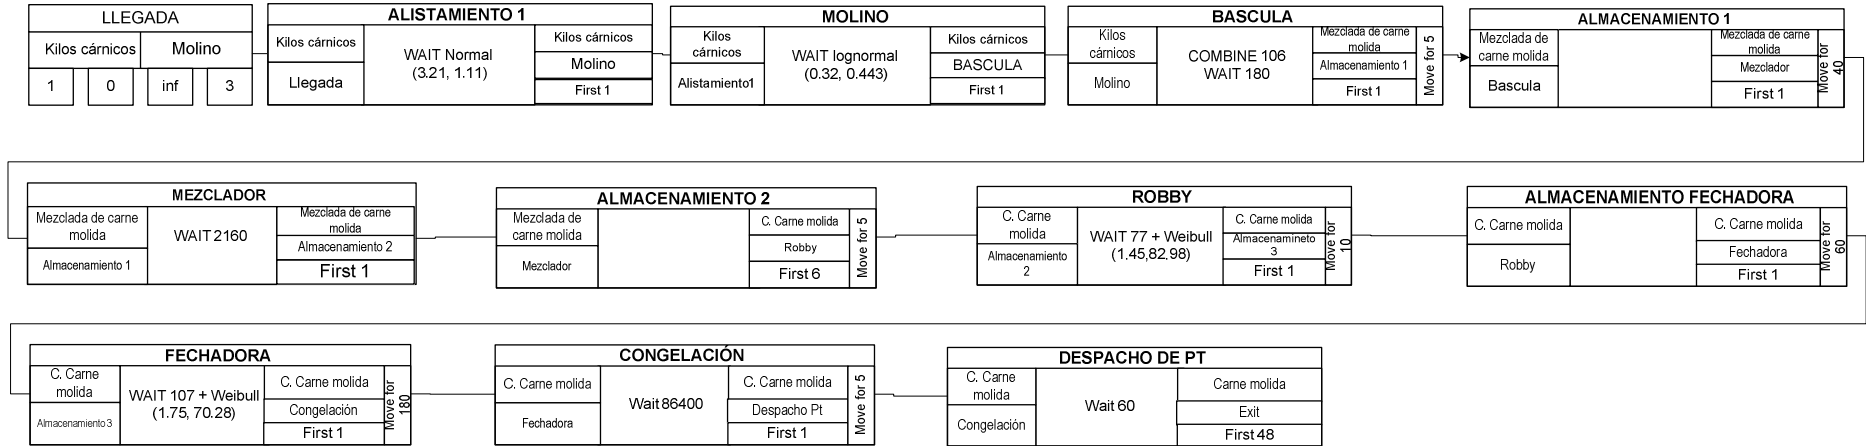 LLEGADA
Kilos cárnicos
Molino
1
0
inf
3
ALISTAMIENTO 1
Kilos cárnicos
Llegada
WAIT Normal
(3.21, 1.11)
Kilos cárnicos
Molino
First 1
MOLINO
Kilos
cárnicos
Alistamiento1
WAIT lognormal
(0.32, 0.443)
Kilos cárnicos
BASCULA
First 1
BASCULA
Kilos
cárnicos
Molino
COMBINE 106
WAIT 180
Mezclada de carne
molida
Almacenamiento 1
First 1
Move for 5
ALMACENAMIENTO 1
Mezclada de
carne molida
Bascula
Mezclada de carne
molida
Mezclador
First 1
Move for
40
MEZCLADOR
Mezclada de carne
molida
Almacenamiento 1
WAIT 2160
Mezclada de carne
molida
Almacenamiento 2
First 1
ALMACENAMIENTO 2
Mezclada de
carne molida
Mezclador
C. Carne molida
Robby
First 6
Move for 5
ROBBY
C. Carne
molida
Almacenamiento
2
WAIT 77 + Weibull
(1.45,82,98)
C. Carne molida
Almacenamineto
3
First 1
Move for
10
ALMACENAMIENTO FECHADORA
C. Carne molida
Robby
C. Carne molida
Fechadora
First 1
Move for
60
FECHADORA
C. Carne
molida
Almacenamiento3
WAIT 107 + Weibull
(1.75, 70.28)
C. Carne molida
Congelación
First 1
Move for
180
CONGELACIÓN
C. Carne molida
Fechadora
Wait 86400
C. Carne molida
Despacho Pt
First 1
Move for 5
DESPACHO DE PT
C. Carne
molida
Congelación
Wait 60
Carne molida
Exit
First 48